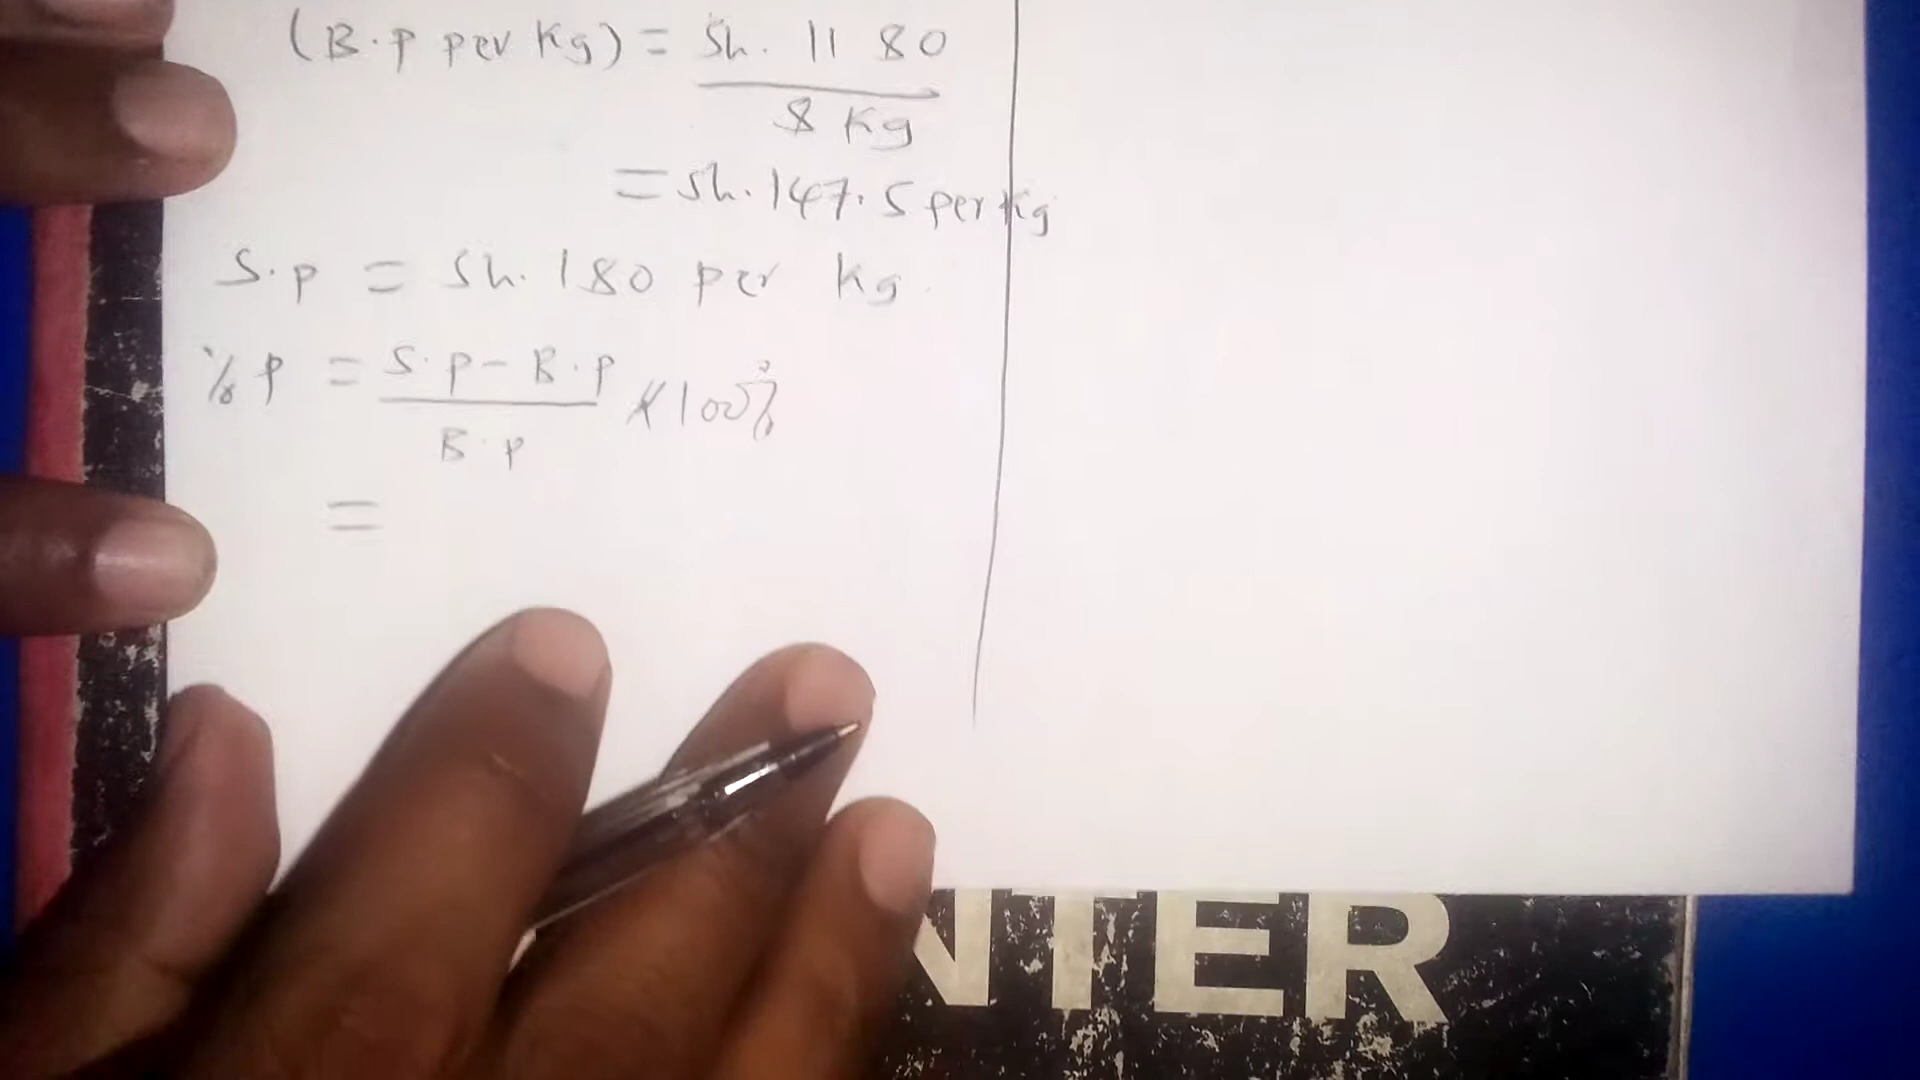 (B.p per kg) = Sh. 1180
8 kg
= Sh. 147.5 per kg
S.p = Sh. 180 per kg.
% P = S.p - B.p × 100%
B.p
=
NTER